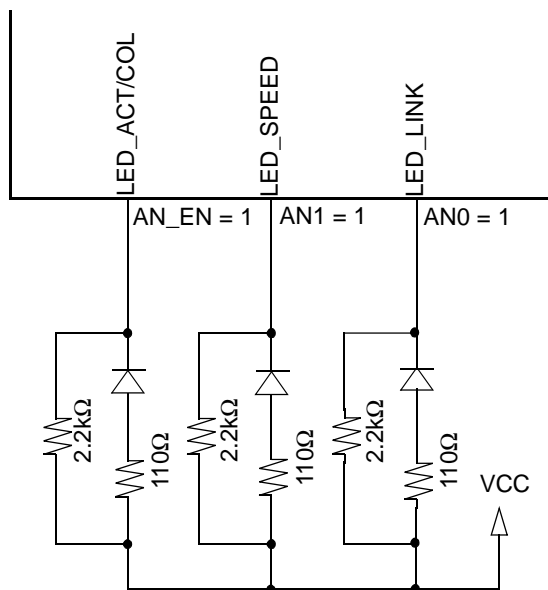 LED_ACT/COL
LED_SPEED
LED_LINK
AN_EN = 1
AN1 = 1
AN0 = 1
2.2kΩ
110Ω
2.2kΩ
110Ω
2.2kΩ
110Ω
VCC